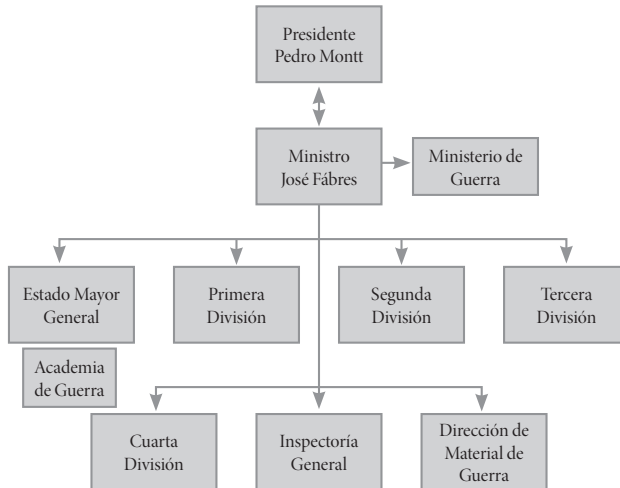 Presidente
Pedro Montt
Ministro
José Fábres
Ministerio de
Guerra
Estado Mayor
General
Primera
División
Segunda
División
Tercera
División
Academia
de Guerra
Cuarta
División
Inspectoría
General
Dirección de
Material de
Guerra